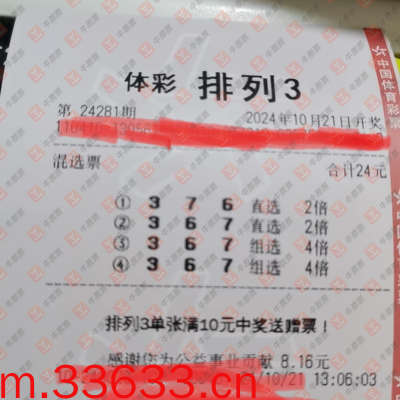 体彩 排列3
第 24281期 2024年10月21日开奖
混选票 合计24元
① 3 7 6 直选 2倍
② 3 6 7 直选 2倍
③ 3 6 7 组选 4倍
④ 3 6 7 组选 4倍
排列3单张满10元中奖送赠票！
感谢您为公益事业贡献 8.16元
m.33633.cn /10/21 13:06:03
中国体育彩票